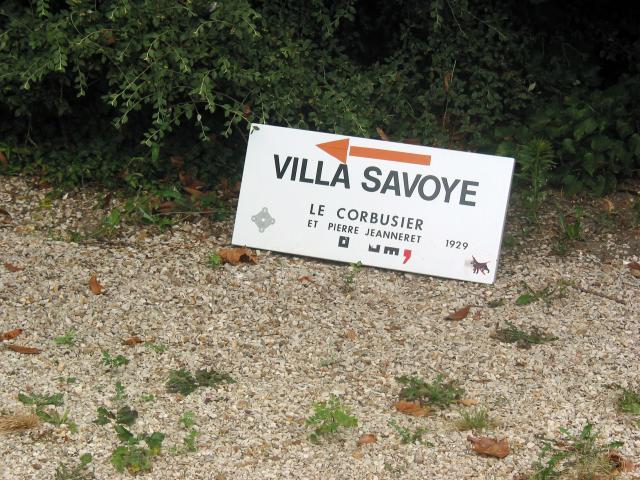 VILLA SAVOYE
LE CORBUSIER
ET PIERRE JEANNERET
1929